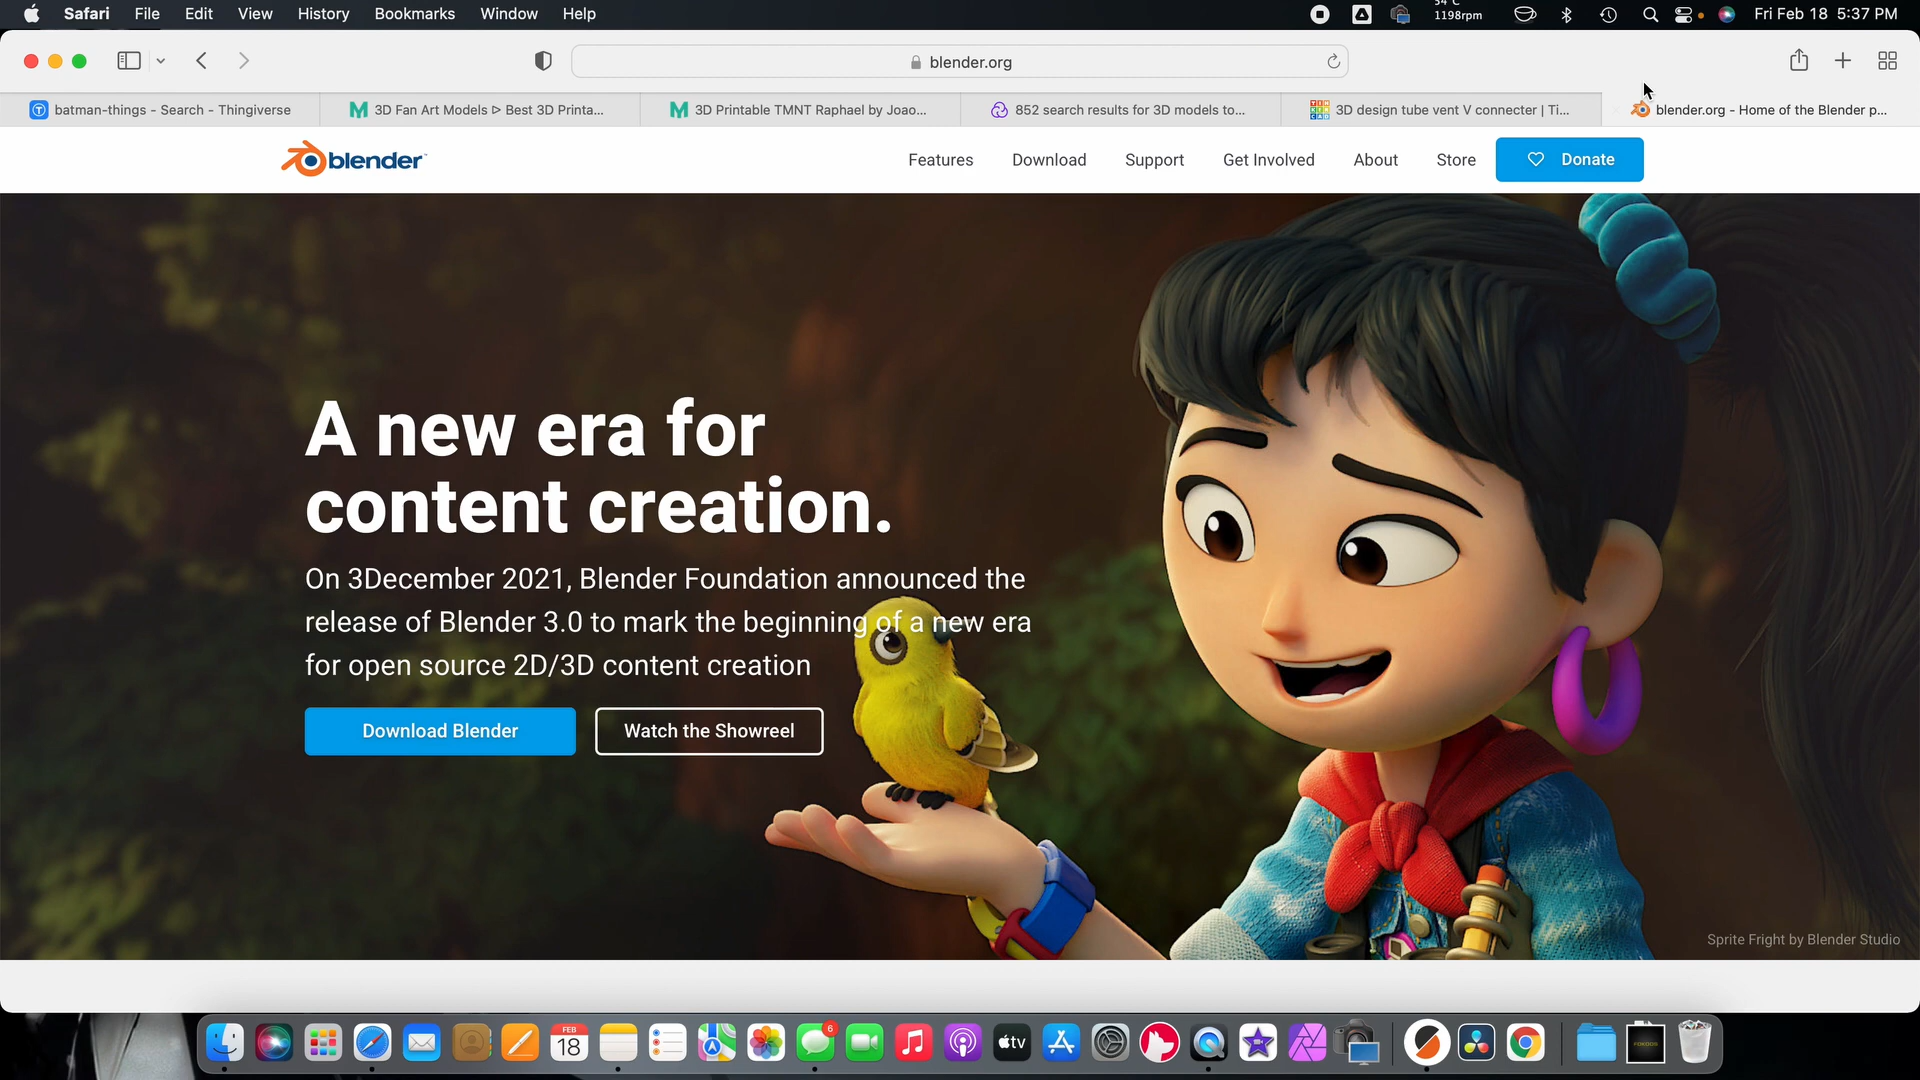 Safari File Edit View History Bookmarks Window Help
54°C
1198rpm
Fri Feb 18 5:37 PM
blender.org
batman-things - Search - Thingiverse
3D Fan Art Models ᐅ Best 3D Printa...
3D Printable TMNT Raphael by Joao...
852 search results for 3D models to...
3D design tube vent V connecter | Ti...
blender.org - Home of the Blender p...
blender
Features Download Support Get Involved About Store Donate
A new era for
content creation.
On 3December 2021, Blender Foundation announced the
release of Blender 3.0 to mark the beginning of a new era
for open source 2D/3D content creation
Download Blender Watch the Showreel
Sprite Fright by Blender Studio
FEB
18
6
tv